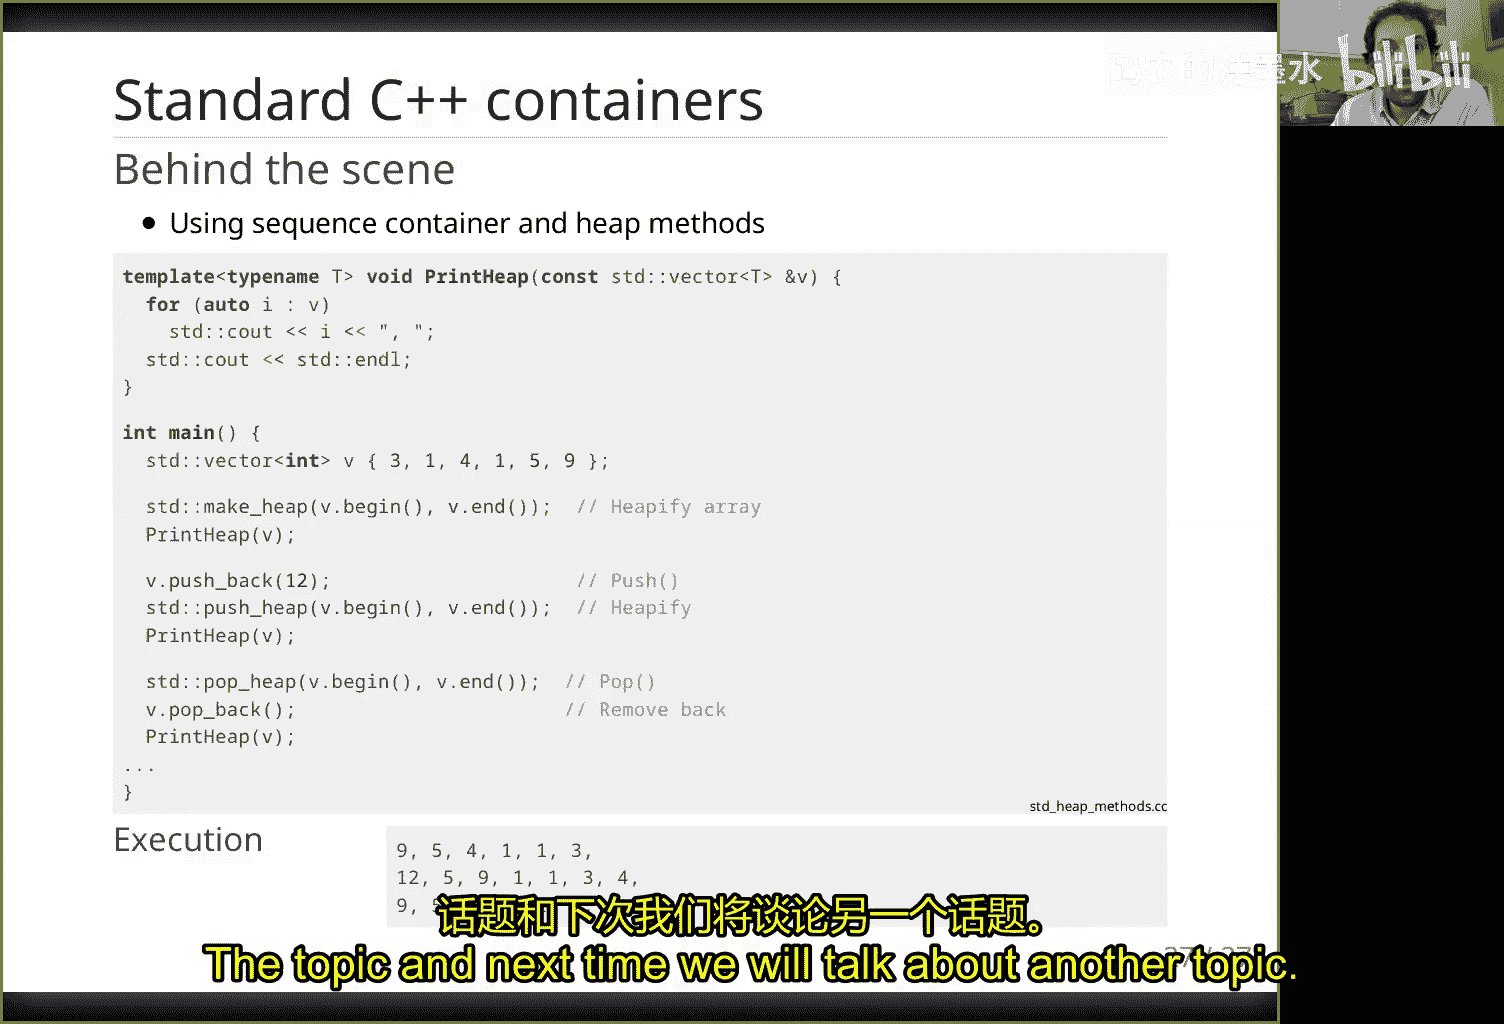 水 bilibili
Standard C++ containers
Behind the scene
• Using sequence container and heap methods
template<typename T> void PrintHeap(const std::vector<T> &v) {
for (auto i : v)
std::cout << i << ", ";
std::cout << std::endl;
}
int main() {
std::vector<int> v { 3, 1, 4, 1, 5, 9 };
std::make_heap(v.begin(), v.end()); // Heapify array
PrintHeap(v);
v.push_back(12); // Push()
std::push_heap(v.begin(), v.end()); // Heapify
PrintHeap(v);
std::pop_heap(v.begin(), v.end()); // Pop()
v.pop_back(); // Remove back
PrintHeap(v);
...
}
std_heap_methods.cc
Execution
9, 5, 4, 1, 1, 3,
12, 5, 9, 1, 1, 3, 4,
9,
话题和下次我们将谈论另一个话题。
The topic and next time we will talk about another topic.